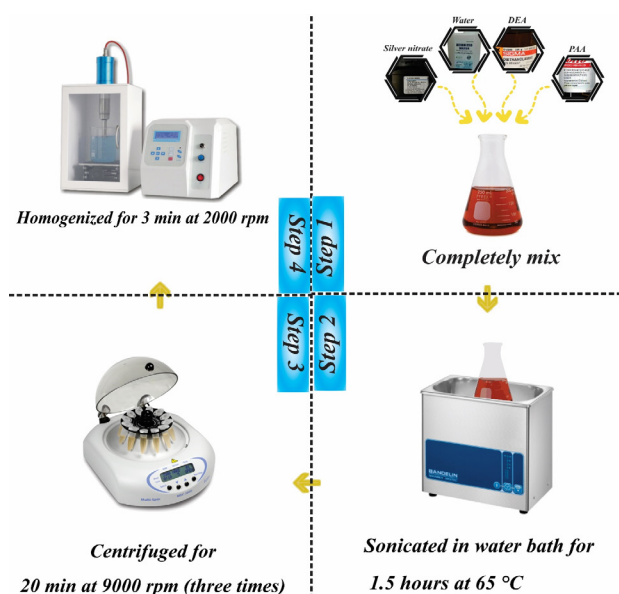 Silver nitrate
Water
DEA
PAA
SIGMA
Completely mix
Step 1
Step 2
BANDELIN
Sonicated in water bath for
1.5 hours at 65 °C
Step 3
Centrifuged for
20 min at 9000 rpm (three times)
Step 4
Homogenized for 3 min at 2000 rpm